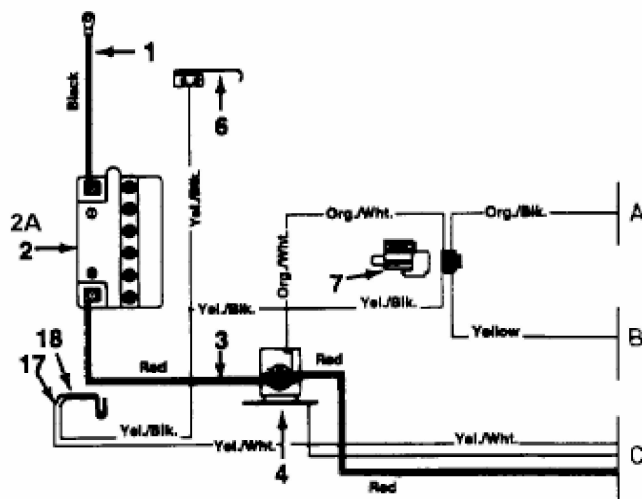 1
Black
6
Yel./Blk.
2A
2
Org./Wht.
Org./Blk.
A
Org./Wht.
7
Yel./Blk.
Yel./Blk.
Yellow
B
18
17
Red
3
Red
Yel./Blk.
Yel./Wht.
4
Yel./Wht.
C
Red